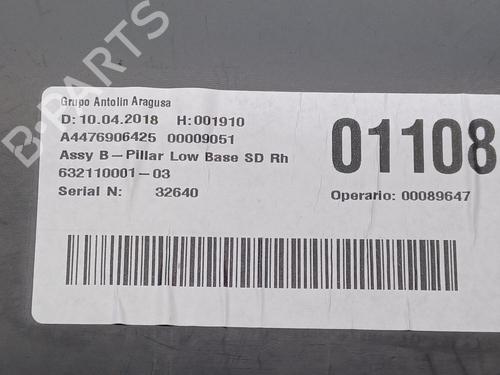 B-PARTS
Grupo Antolin Aragusa
D: 10.04.2018 H: 001910
A4476906425 00009051
Assy B-Pillar Low Base SD Rh
632110001-03
Serial N: 32640
01108
Operario: 00089647